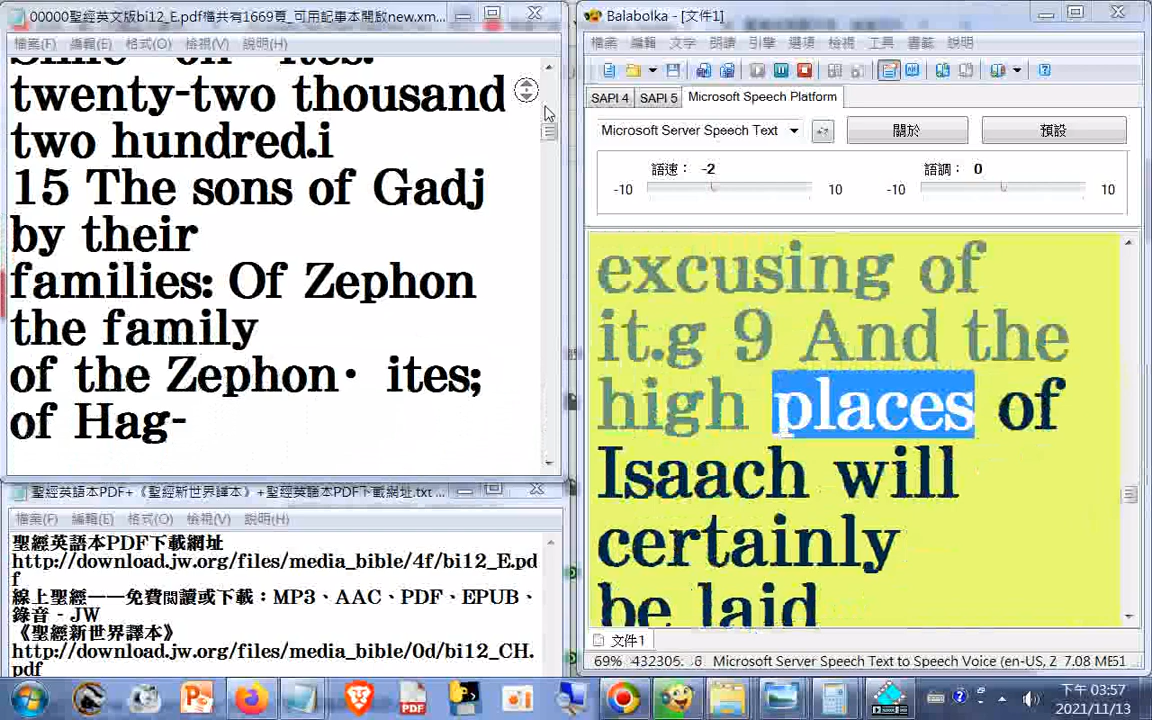 00000聖經英文版bi12_E.pdf檔共有1669頁_可用記事本開啟new.xm...
檔案(F) 編輯(E) 格式(O) 檢視(V) 說明(H)
twenty-two thousand
two hundred.i
15 The sons of Gadj
by their
families: Of Zephon
the family
of the Zephon· ites;
of Hag-
聖經英語本PDF+《聖經新世界譯本》+聖經英語本PDF下載網址.txt ...
檔案(F) 編輯(E) 格式(O) 檢視(V) 說明(H)
聖經英語本PDF下載網址
http://download.jw.org/files/media_bible/4f/bi12_E.pd
f
線上聖經——免費閱讀或下載：MP3、AAC、PDF、EPUB、
錄音 - JW
《聖經新世界譯本》
http://download.jw.org/files/media_bible/0d/bi12_CH.
pdf
Balabolka - [文件1]
檔案 編輯 文字 朗讀 引擎 選項 檢視 工具 書籤 說明
SAPI 4 SAPI 5 Microsoft Speech Platform
Microsoft Server Speech Text 關於 預設
語速： -2 語調： 0
-10 10 -10 10
excusing of
it.g 9 And the
high places of
Isaach will
certainly
be laid
文件1
69% 432305: 6 Microsoft Server Speech Text to Speech Voice (en-US, Z 7.08 ME51
下午 03:57
2021/11/13